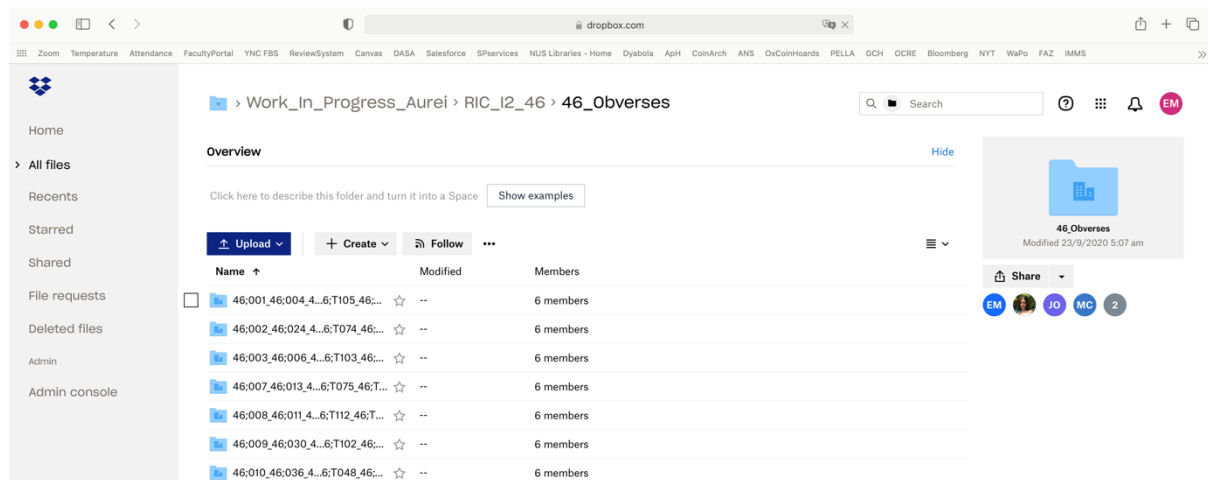 dropbox.com
Zoom Temperature Attendance FacultyPortal YNC FBS ReviewSystem Canvas DASA Salesforce SPservices NUS Libraries - Home Dyabola ApH CoinArch ANS OxCoinHoards PELLA GCH OCRE Bloomberg NYT WaPo FAZ IMMS
> Work_In_Progress_Aurei > RIC_I2_46 > 46_Obverses
Search
EM
Home
All files
Recents
Starred
Shared
File requests
Deleted files
Admin
Admin console
Overview
Hide
Click here to describe this folder and turn it into a Space
Show examples
Upload
Create
Follow
Name Modified Members
46;001_46;004_4...6;T105_46;... -- 6 members
46;002_46;024_4...6;T074_46;... -- 6 members
46;003_46;006_4...6;T103_46;... -- 6 members
46;007_46;013_4...6;T075_46;T... -- 6 members
46;008_46;011_4...6;T112_46;T... -- 6 members
46;009_46;030_4...6;T102_46;... -- 6 members
46;010_46;036_4...6;T048_46;... -- 6 members
46_Obverses
Modified 23/9/2020 5:07 am
Share
EM JO MC 2